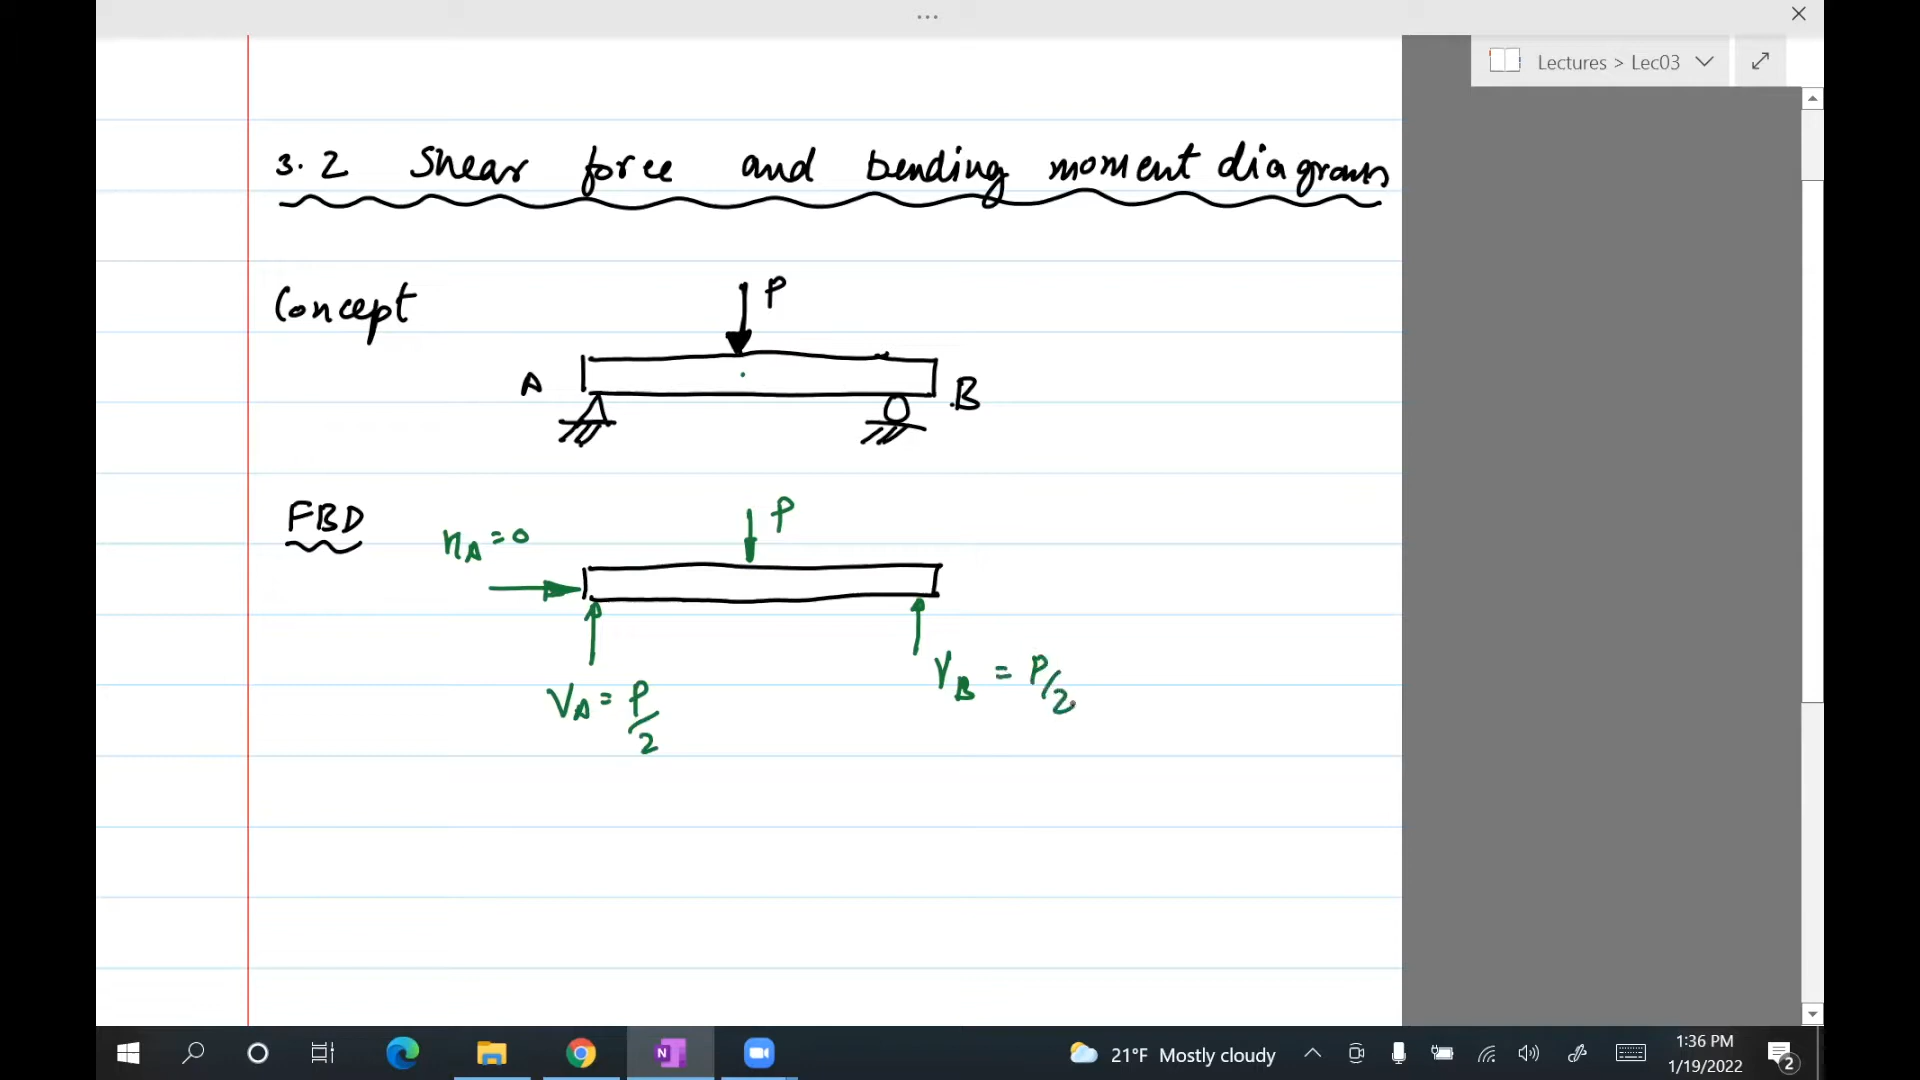 Lectures > Lec03
3.2 Shear force and bending moment diagrams
Concept
P
A
B
FBD
P
HA = 0
VA = P/2
VB = P/2
21°F Mostly cloudy
1:36 PM
1/19/2022
2